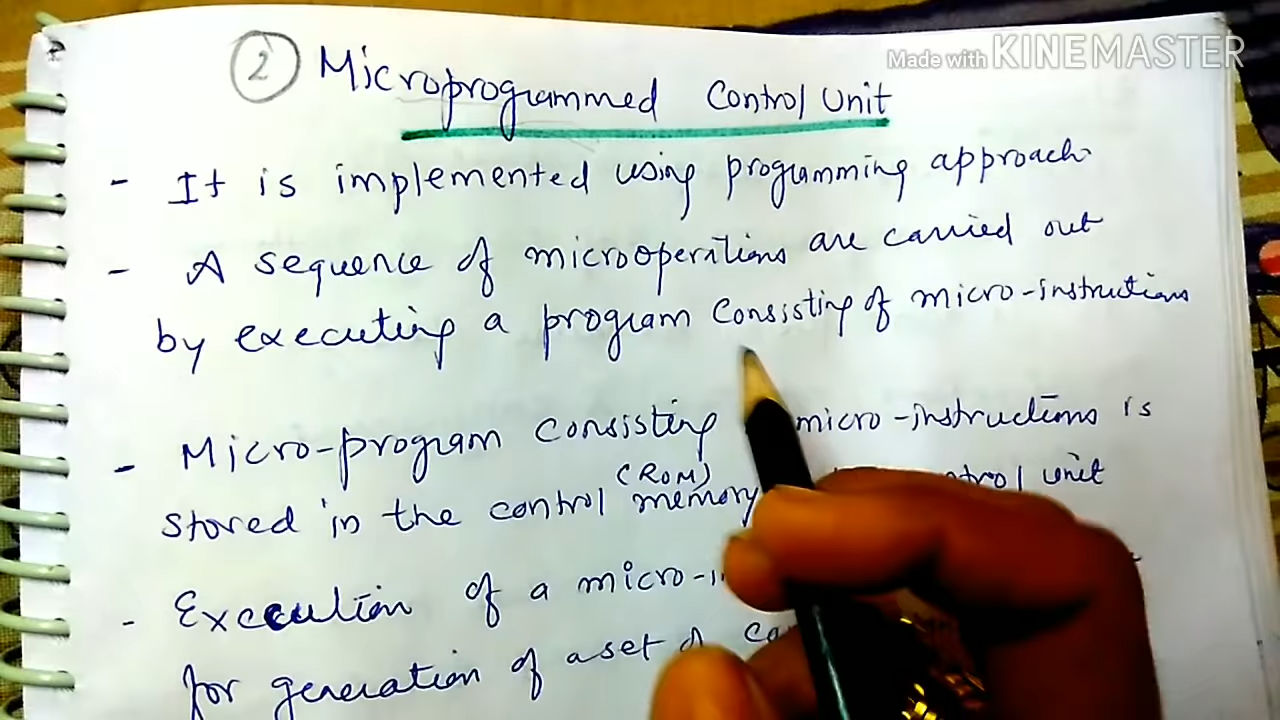 Made with KINEMASTER
2 Microprogrammed Control Unit
- It is implemented using programming approach.
- A sequence of microoperations are carried out
by executing a program consisting of micro-instructions
- Micro-program consisting micro-instructions is
(ROM)
stored in the control memory unit
- Execution of a micro-
for generation of a set of